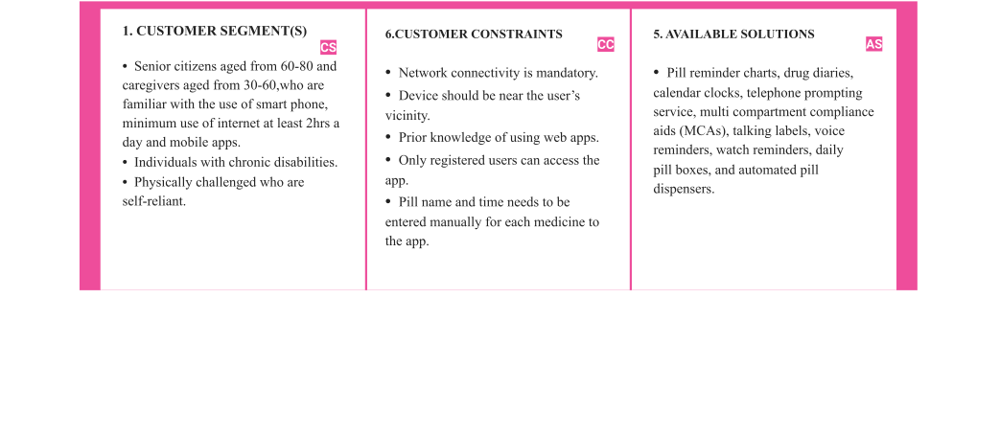 1. CUSTOMER SEGMENT(S)
CS
• Senior citizens aged from 60-80 and
caregivers aged from 30-60,who are
familiar with the use of smart phone,
minimum use of internet at least 2hrs a
day and mobile apps.
• Individuals with chronic disabilities.
• Physically challenged who are
self-reliant.
6.CUSTOMER CONSTRAINTS
CC
• Network connectivity is mandatory.
• Device should be near the user’s
vicinity.
• Prior knowledge of using web apps.
• Only registered users can access the
app.
• Pill name and time needs to be
entered manually for each medicine to
the app.
5. AVAILABLE SOLUTIONS
AS
• Pill reminder charts, drug diaries,
calendar clocks, telephone prompting
service, multi compartment compliance
aids (MCAs), talking labels, voice
reminders, watch reminders, daily
pill boxes, and automated pill
dispensers.